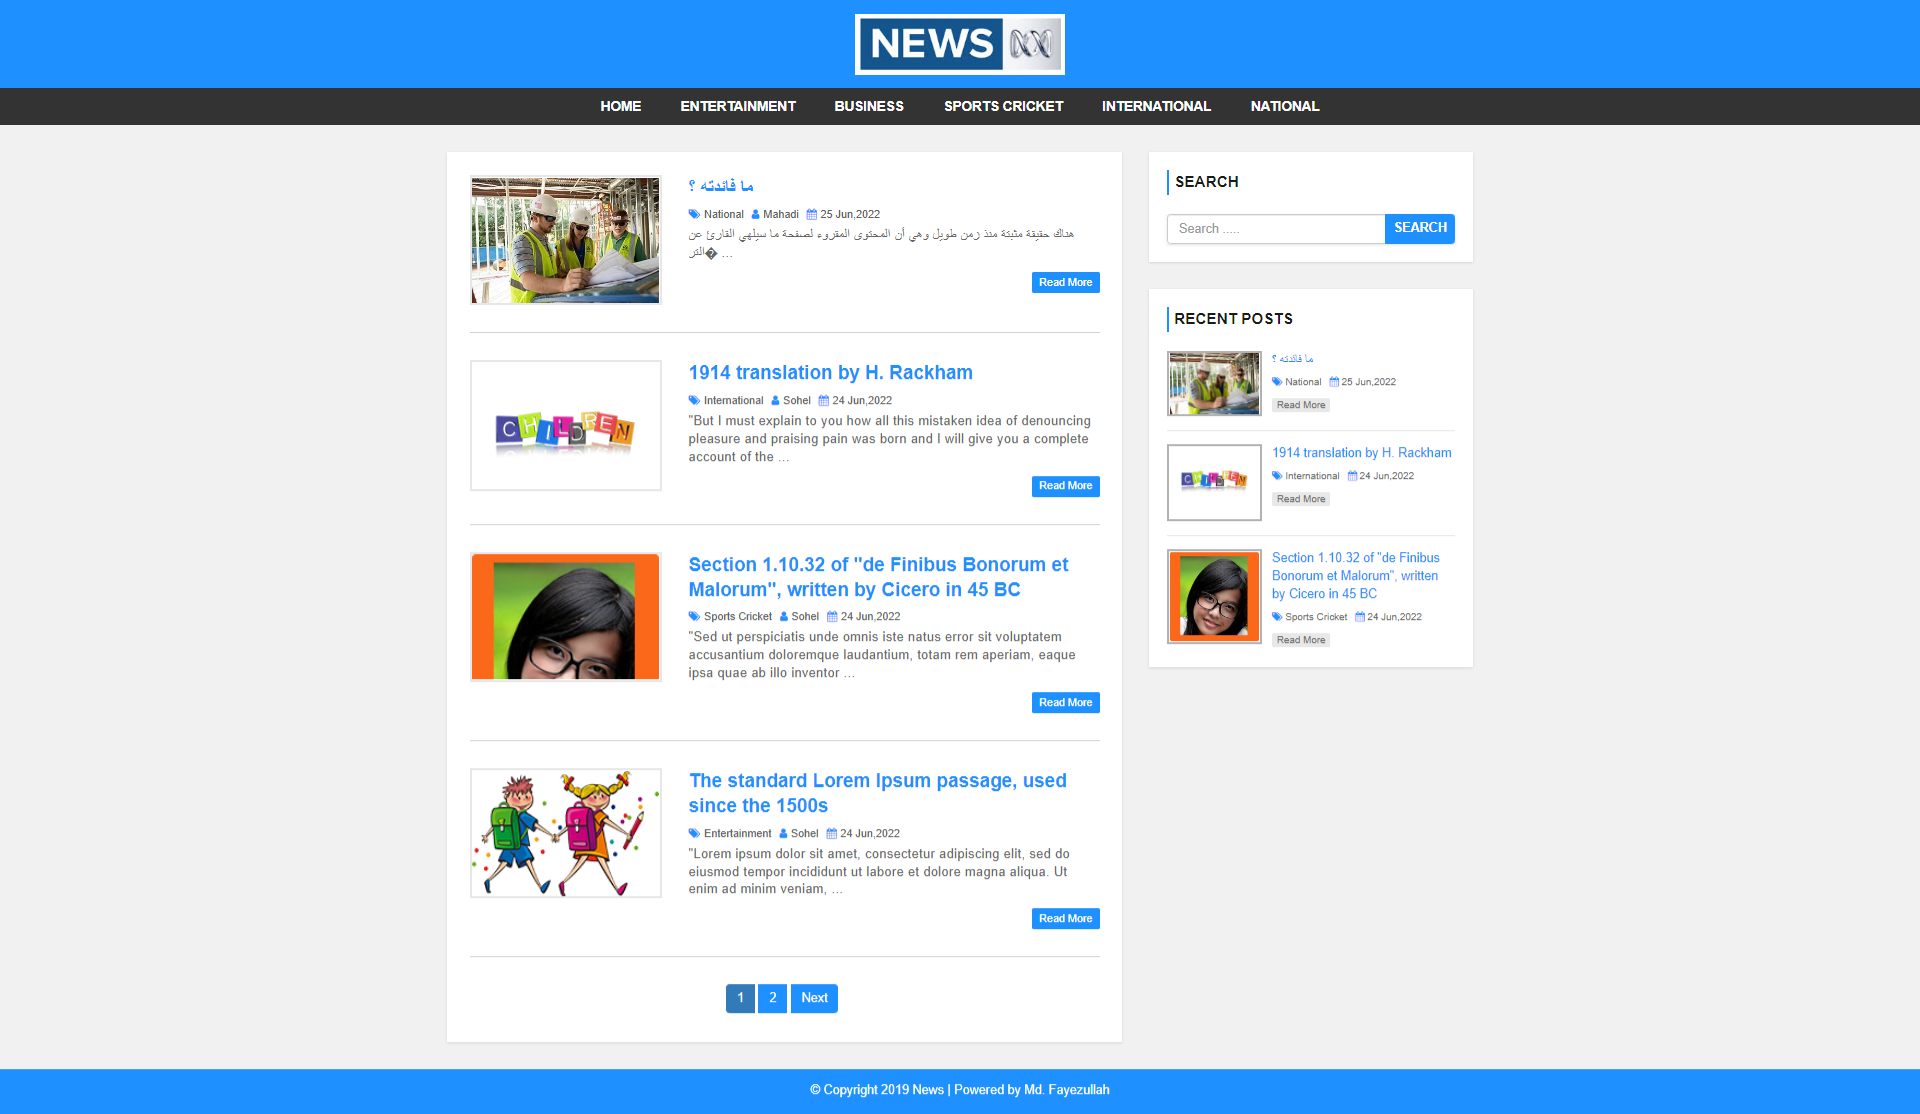 NEWS
HOME ENTERTAINMENT BUSINESS SPORTS CRICKET INTERNATIONAL NATIONAL
ما فائدته ؟
National Mahadi 25 Jun,2022
هناك حقيقة مثبتة منذ زمن طويل وهي أن المحتوى المقروء لصفحة ما سيلهي القارئ عن
التر� ...
Read More
CHILDREN
1914 translation by H. Rackham
International Sohel 24 Jun,2022
"But I must explain to you how all this mistaken idea of denouncing
pleasure and praising pain was born and I will give you a complete
account of the ...
Read More
Section 1.10.32 of "de Finibus Bonorum et
Malorum", written by Cicero in 45 BC
Sports Cricket Sohel 24 Jun,2022
"Sed ut perspiciatis unde omnis iste natus error sit voluptatem
accusantium doloremque laudantium, totam rem aperiam, eaque
ipsa quae ab illo inventor ...
Read More
The standard Lorem Ipsum passage, used
since the 1500s
Entertainment Sohel 24 Jun,2022
"Lorem ipsum dolor sit amet, consectetur adipiscing elit, sed do
eiusmod tempor incididunt ut labore et dolore magna aliqua. Ut
enim ad minim veniam, ...
Read More
1 2 Next
SEARCH
Search ..... SEARCH
RECENT POSTS
ما فائدته ؟
National 25 Jun,2022
Read More
CHILDREN
1914 translation by H. Rackham
International 24 Jun,2022
Read More
Section 1.10.32 of "de Finibus
Bonorum et Malorum", written
by Cicero in 45 BC
Sports Cricket 24 Jun,2022
Read More
© Copyright 2019 News | Powered by Md. Fayezullah